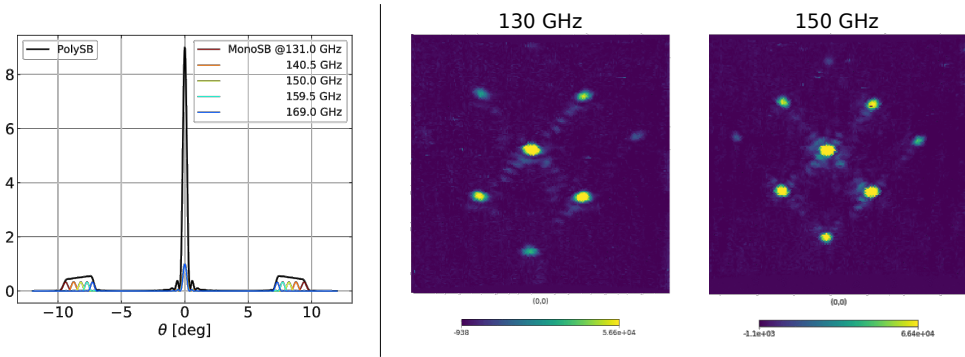 PolySB
MonoSB @131.0 GHz
140.5 GHz
150.0 GHz
159.5 GHz
169.0 GHz
8
6
4
2
0
−10 −5 0 5 10
θ [deg]
130 GHz
(0,0)
-938 5.66e+04
150 GHz
(0,0)
-1.1e+03 6.64e+04